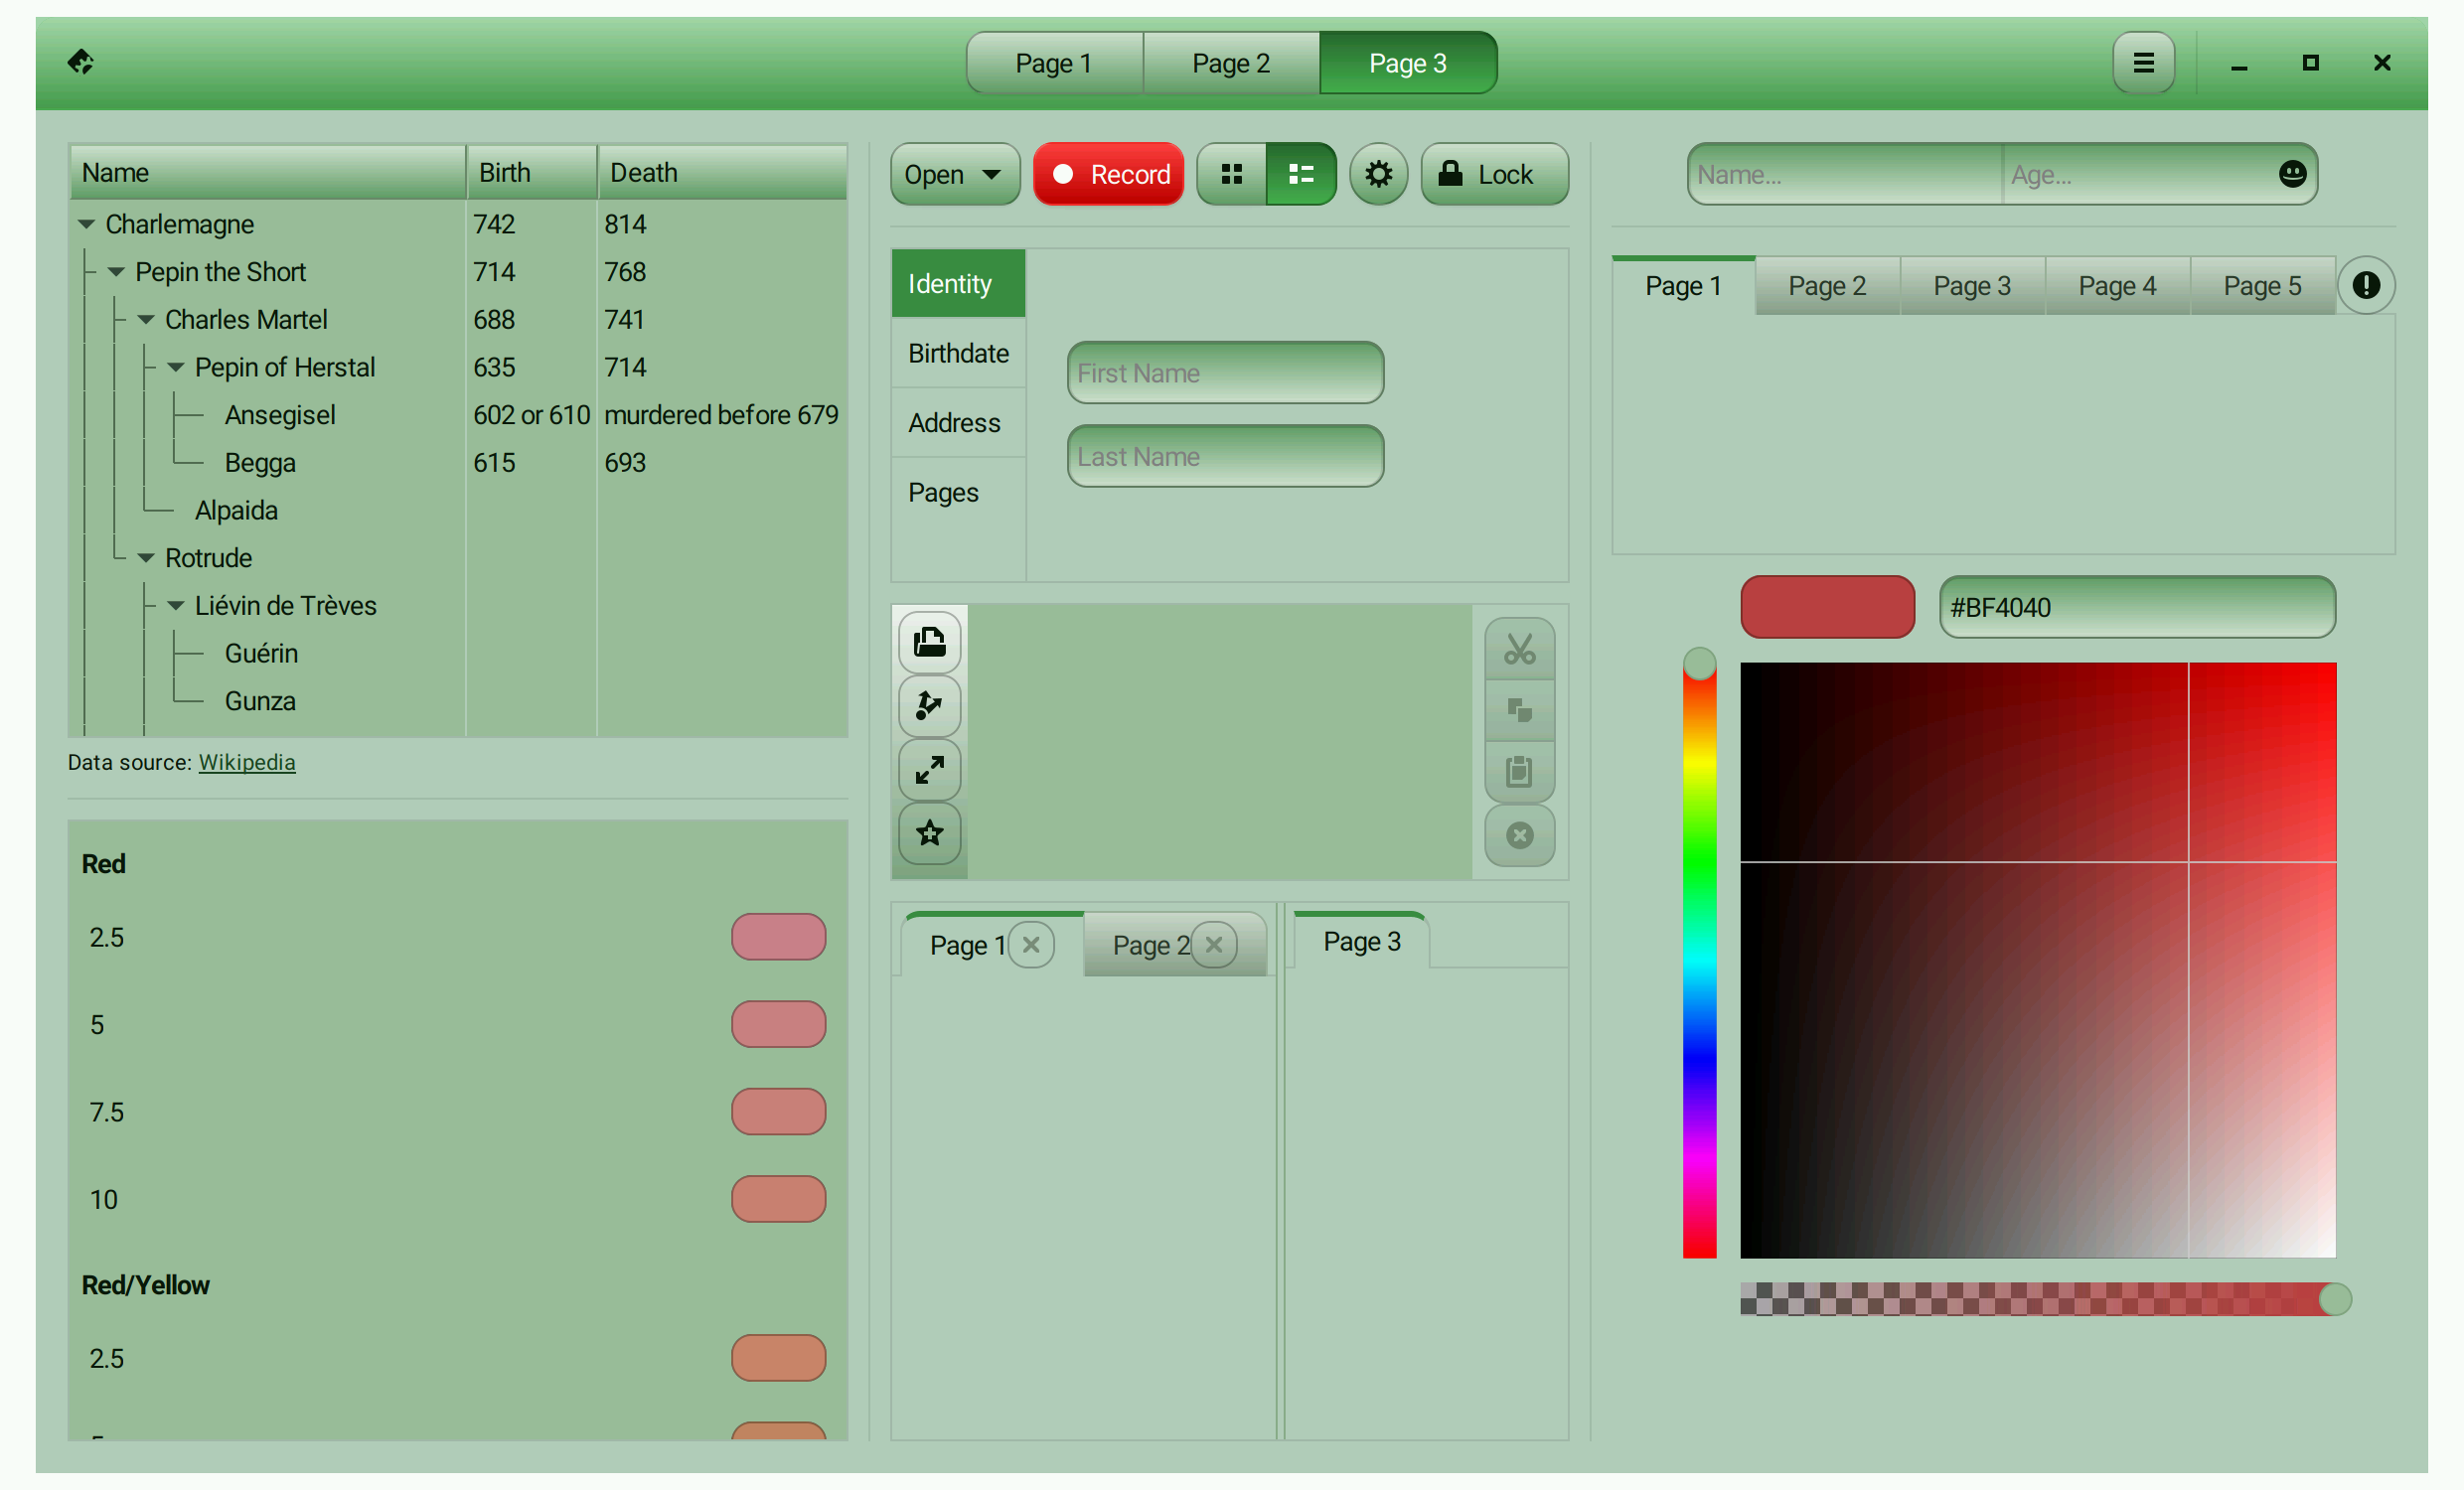 Page 1 Page 2 Page 3
Name Birth Death
Charlemagne 742 814
Pepin the Short 714 768
Charles Martel 688 741
Pepin of Herstal 635 714
Ansegisel 602 or 610 murdered before 679
Begga 615 693
Alpaida
Rotrude
Liévin de Trèves
Guérin
Gunza
Data source: Wikipedia
Red
2.5
5
7.5
10
Red/Yellow
2.5
Open Record Lock
Identity
Birthdate
Address
Pages
First Name
Last Name
Page 1 Page 2 Page 3
Name... Age...
Page 1 Page 2 Page 3 Page 4 Page 5
#BF4040